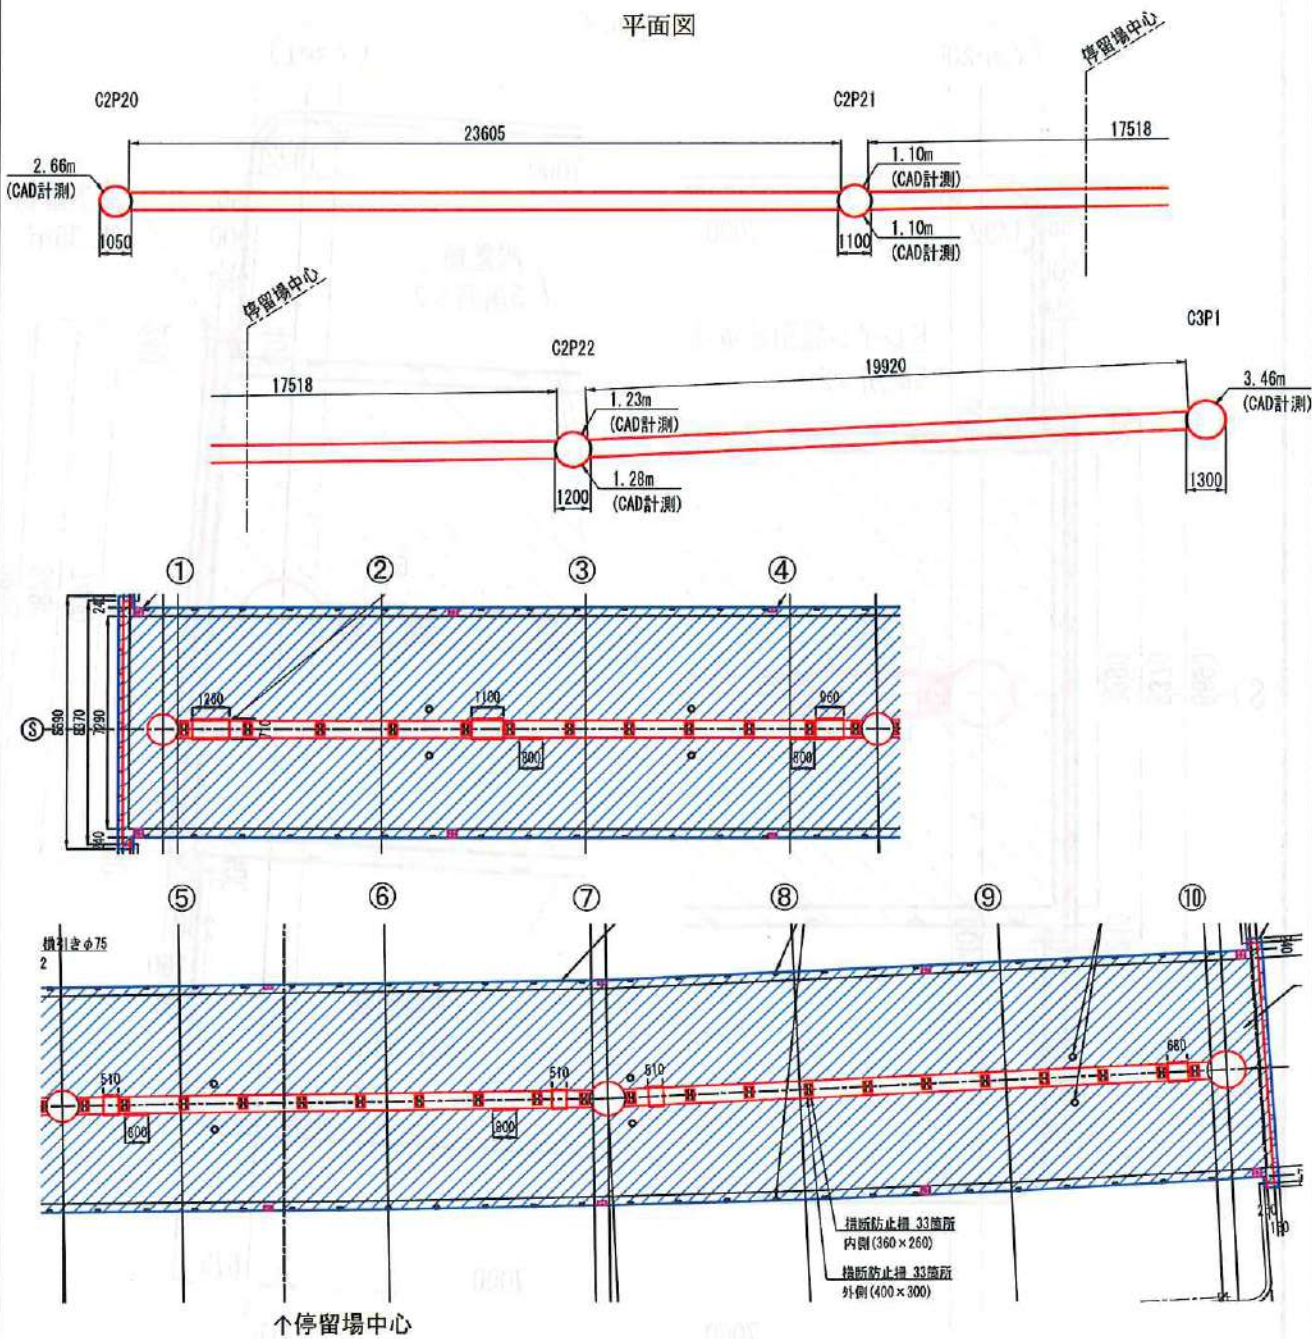 平面図
停留場中心
C2P20
C2P21
23605
17518
2.66m
(CAD計測)
1.10m
(CAD計測)
1.10m
(CAD計測)
1050
1100
停留場中心
C2P22
C3P1
17518
19920
1.23m
(CAD計測)
3.46m
(CAD計測)
1.28m
(CAD計測)
1200
1300
① ② ③ ④
240
1280
1100
960
710
Ⓢ
7290
800
800
240
⑤ ⑥ ⑦ ⑧ ⑨ ⑩
横引きφ75
2
510
510
510
680
800
横断防止柵 33箇所
内側(360×260)
横断防止柵 33箇所
外側(400×300)
↑停留場中心